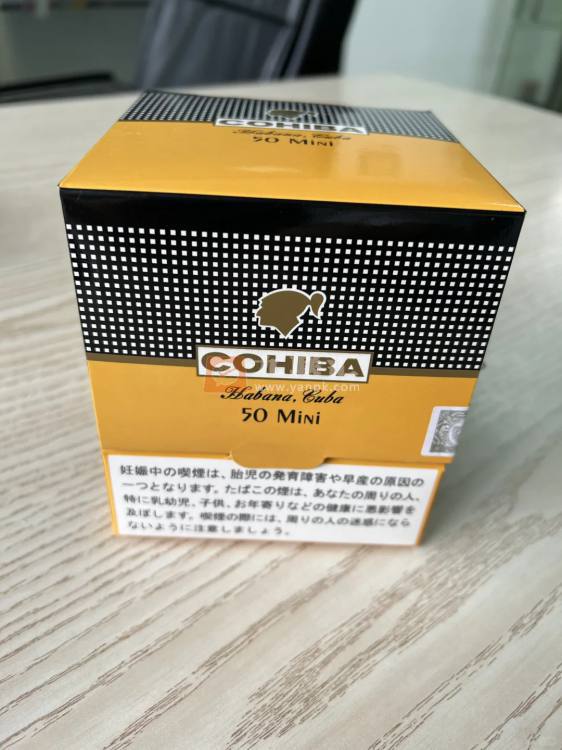 COHIBA
Habana, Cuba
50 MINI
COHIBA
www.yanpk.com
Habana, Cuba
50 MINI
妊娠中の喫煙は、胎児の発育障害や早産の原因の
一つとなります。たばこの煙は、あなたの周りの人、
特に乳幼児、子供、お年寄りなどの健康に悪影響を
及ぼします。喫煙の際には、周りの人の迷惑になら
ないように注意しましょう。